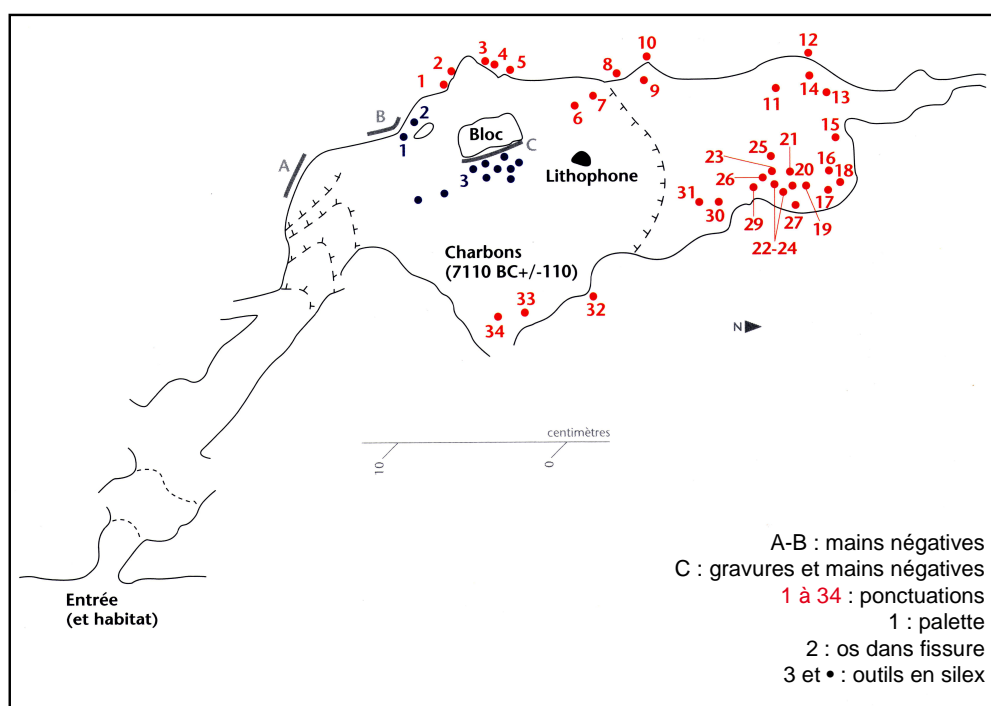 12
10
3
4
2
5
8
1
9
14
13
11
7
6
B
2
1
Bloc
C
3
A
Lithophone
15
25
21
23
16
20
18
26
31
30
29
17
27
19
22-24
Charbons
(7110 BC+/-110)
33
34
32
N
centimètres
10
0
Entrée
(et habitat)
A-B : mains négatives
C : gravures et mains négatives
1 à 34 : ponctuations
1 : palette
2 : os dans fissure
3 et • : outils en silex